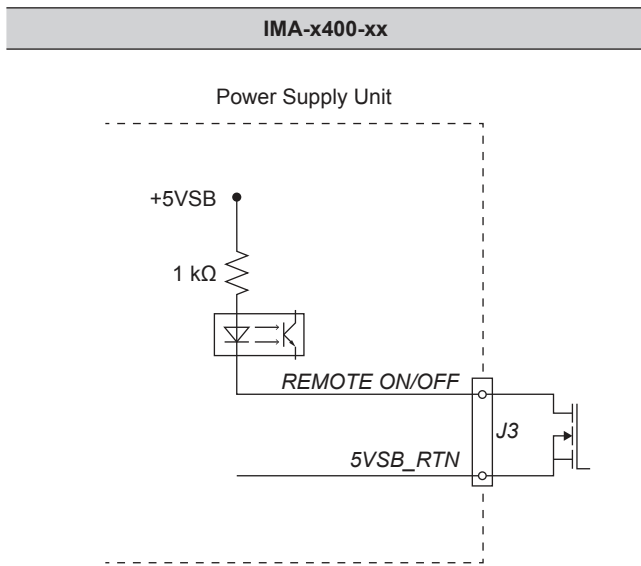 IMA-x400-xx
Power Supply Unit
+5VSB
1 kΩ
REMOTE ON/OFF
J3
5VSB_RTN